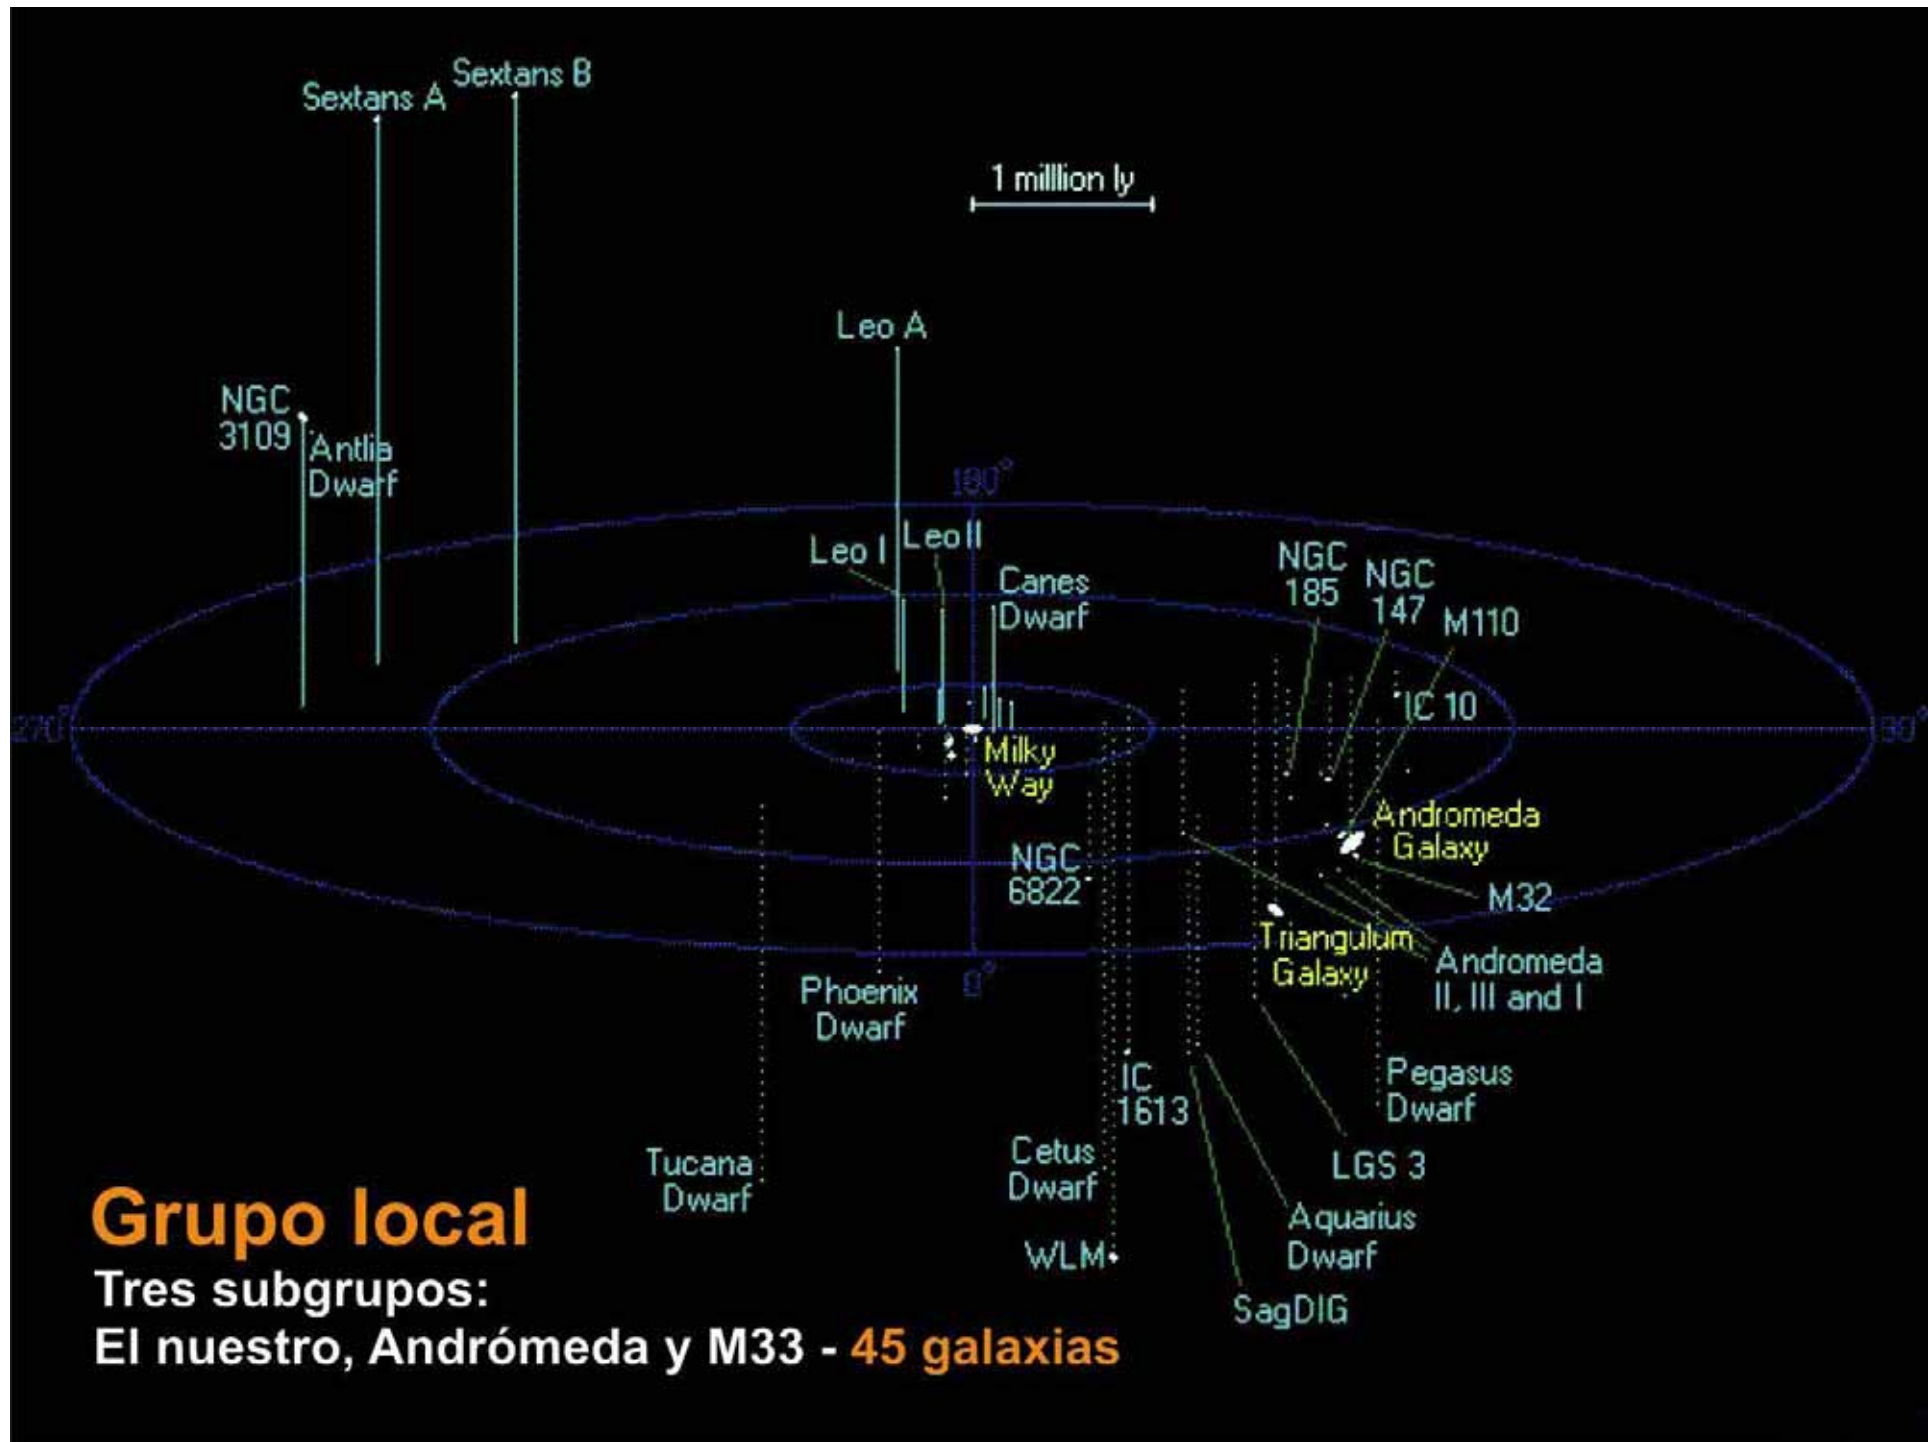 Sextans B
Sextans A
1 milllion ly
Leo A
NGC
3109
Antlia
Dwarf
180°
Leo I
Leo II
Canes
Dwarf
NGC
185
NGC
147
M110
IC 10
270°
90°
Milky
Way
Andromeda
Galaxy
NGC
6822
M32
Triangulum
Galaxy
Andromeda
II, III and I
0°
Phoenix
Dwarf
IC
1613
Pegasus
Dwarf
Tucana
Dwarf
Cetus
Dwarf
LGS 3
Aquarius
Dwarf
WLM
SagDIG
Grupo local
Tres subgrupos:
El nuestro, Andrómeda y M33 - 45 galaxias